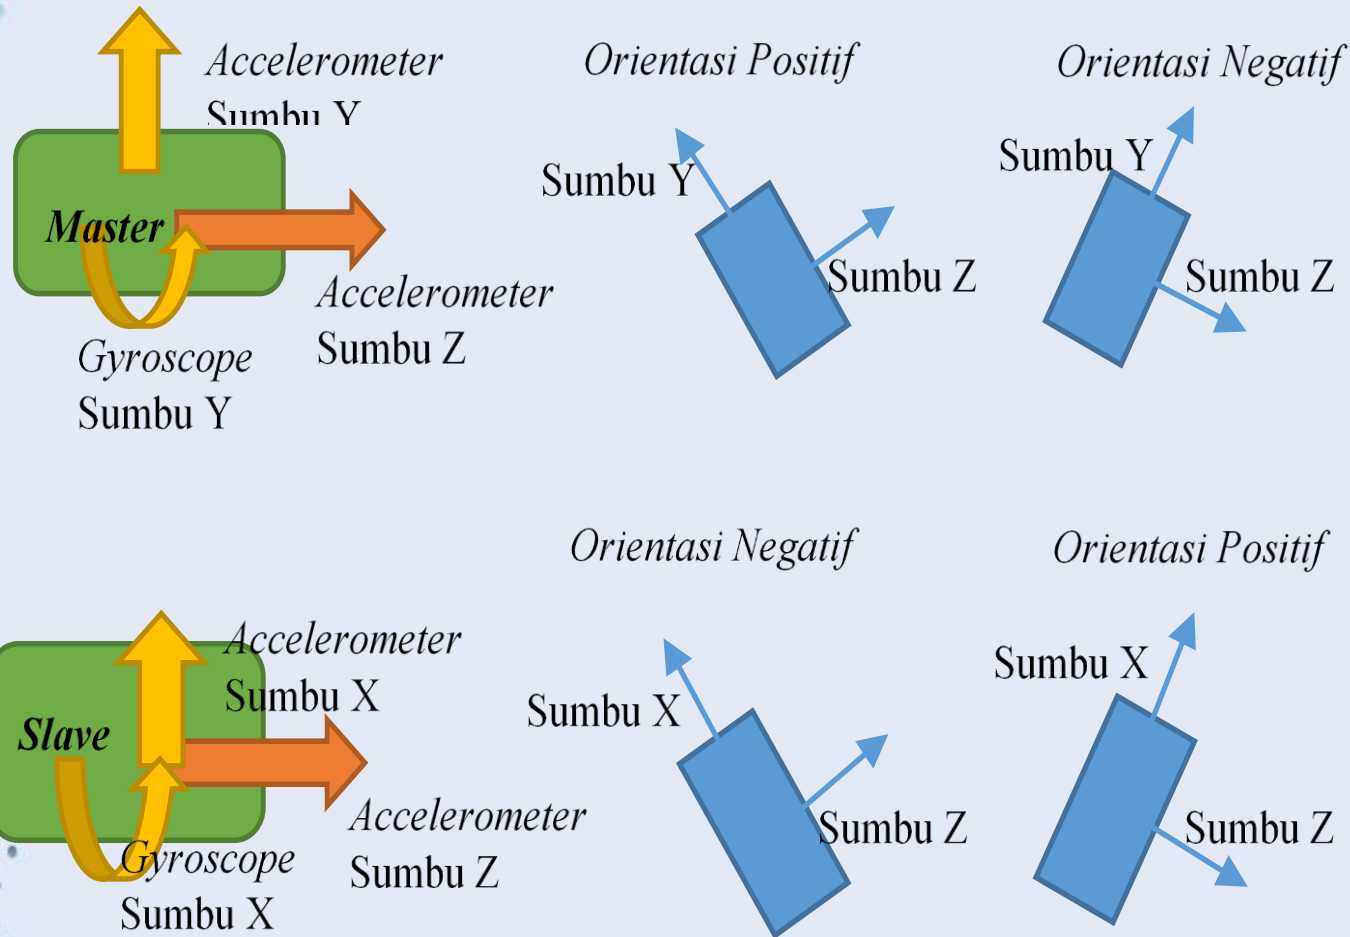 Accelerometer
Sumbu Y
Orientasi Positif
Orientasi Negatif
Sumbu Y
Sumbu Y
Master
Sumbu Z
Sumbu Z
Accelerometer
Sumbu Z
Gyroscope
Sumbu Y
Orientasi Negatif
Orientasi Positif
Accelerometer
Sumbu X
Sumbu X
Sumbu X
Slave
Accelerometer
Sumbu Z
Sumbu Z
Sumbu Z
Gyroscope
Sumbu X